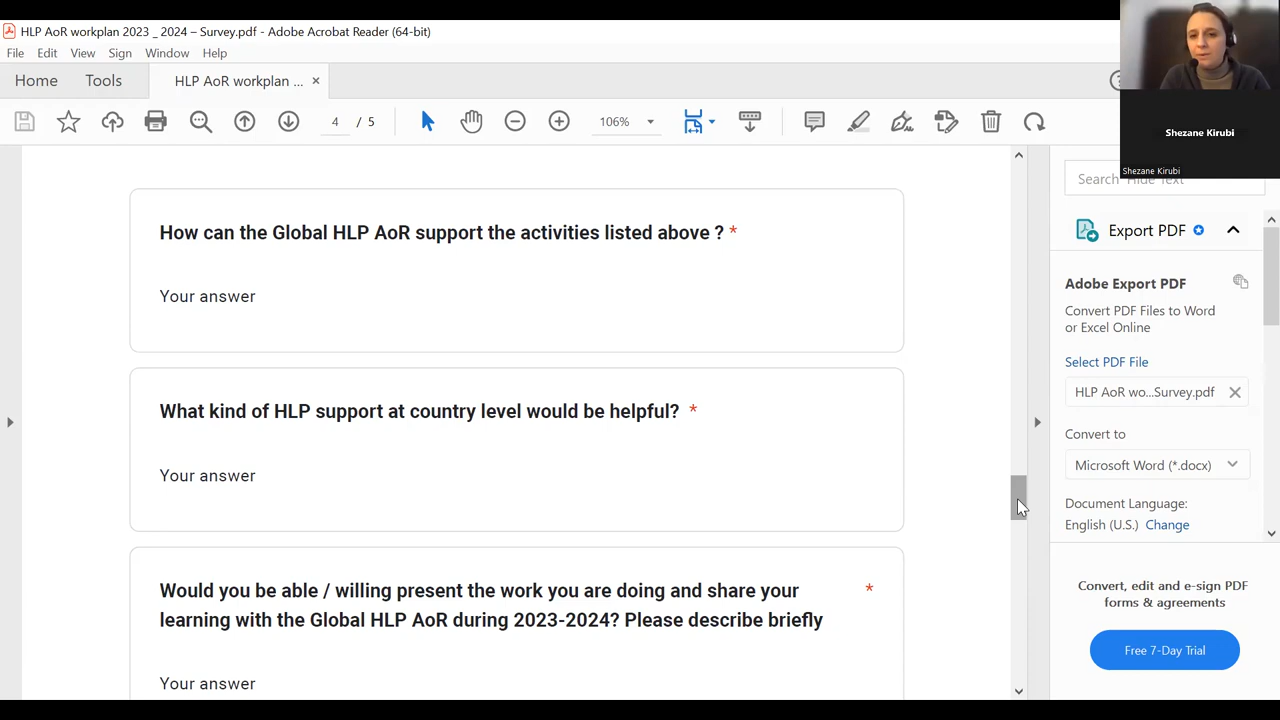 HLP AoR workplan 2023 _ 2024 – Survey.pdf - Adobe Acrobat Reader (64-bit)
File Edit View Sign Window Help
Home Tools HLP AoR workplan ... ×
4 / 5 106%
Shezane Kirubi
Shezane Kirubi
Search 'Hide Text'
How can the Global HLP AoR support the activities listed above ? *
Your answer
What kind of HLP support at country level would be helpful? *
Your answer
Would you be able / willing present the work you are doing and share your *
learning with the Global HLP AoR during 2023-2024? Please describe briefly
Your answer
Export PDF
Adobe Export PDF
Convert PDF Files to Word
or Excel Online
Select PDF File
HLP AoR wo...Survey.pdf
Convert to
Microsoft Word (*.docx)
Document Language:
English (U.S.) Change
Convert, edit and e-sign PDF
forms & agreements
Free 7-Day Trial